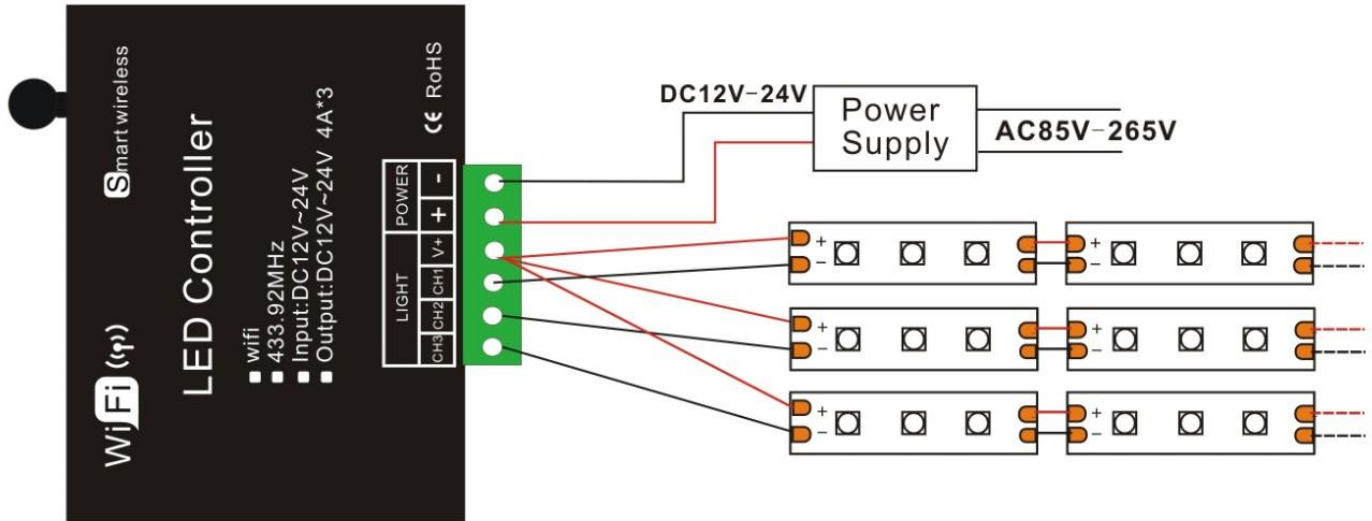 Smart wireless
WiFi
LED Controller
wifi
433.92MHz
Input:DC12V~24V
Output:DC12V~24V 4A*3
CE RoHS
POWER
- +
LIGHT
V+ CH1 CH2 CH3
DC12V-24V
Power
Supply
AC85V-265V
+
-
+
-
+
-
+
-
+
-
+
-